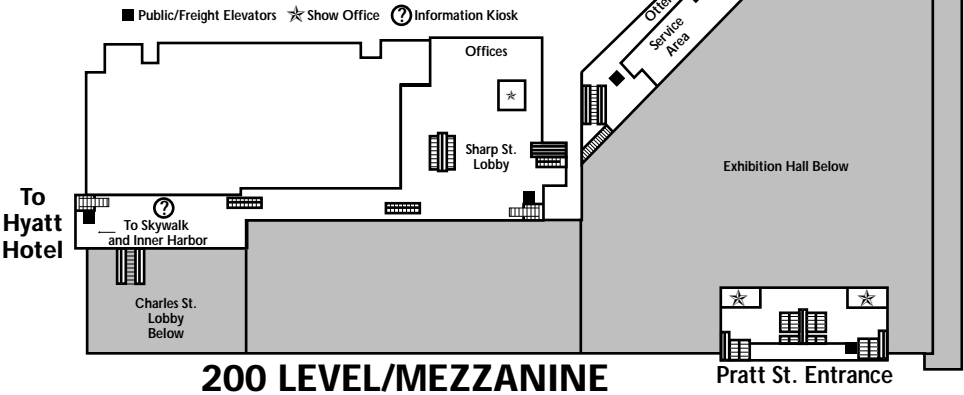 Public/Freight Elevators Show Office ? Information Kiosk
Offices
Service
Area
Sharp St.
Lobby
Exhibition Hall Below
To
Hyatt
Hotel
?
To Skywalk
and Inner Harbor
Charles St.
Lobby
Below
200 LEVEL/MEZZANINE
Pratt St. Entrance